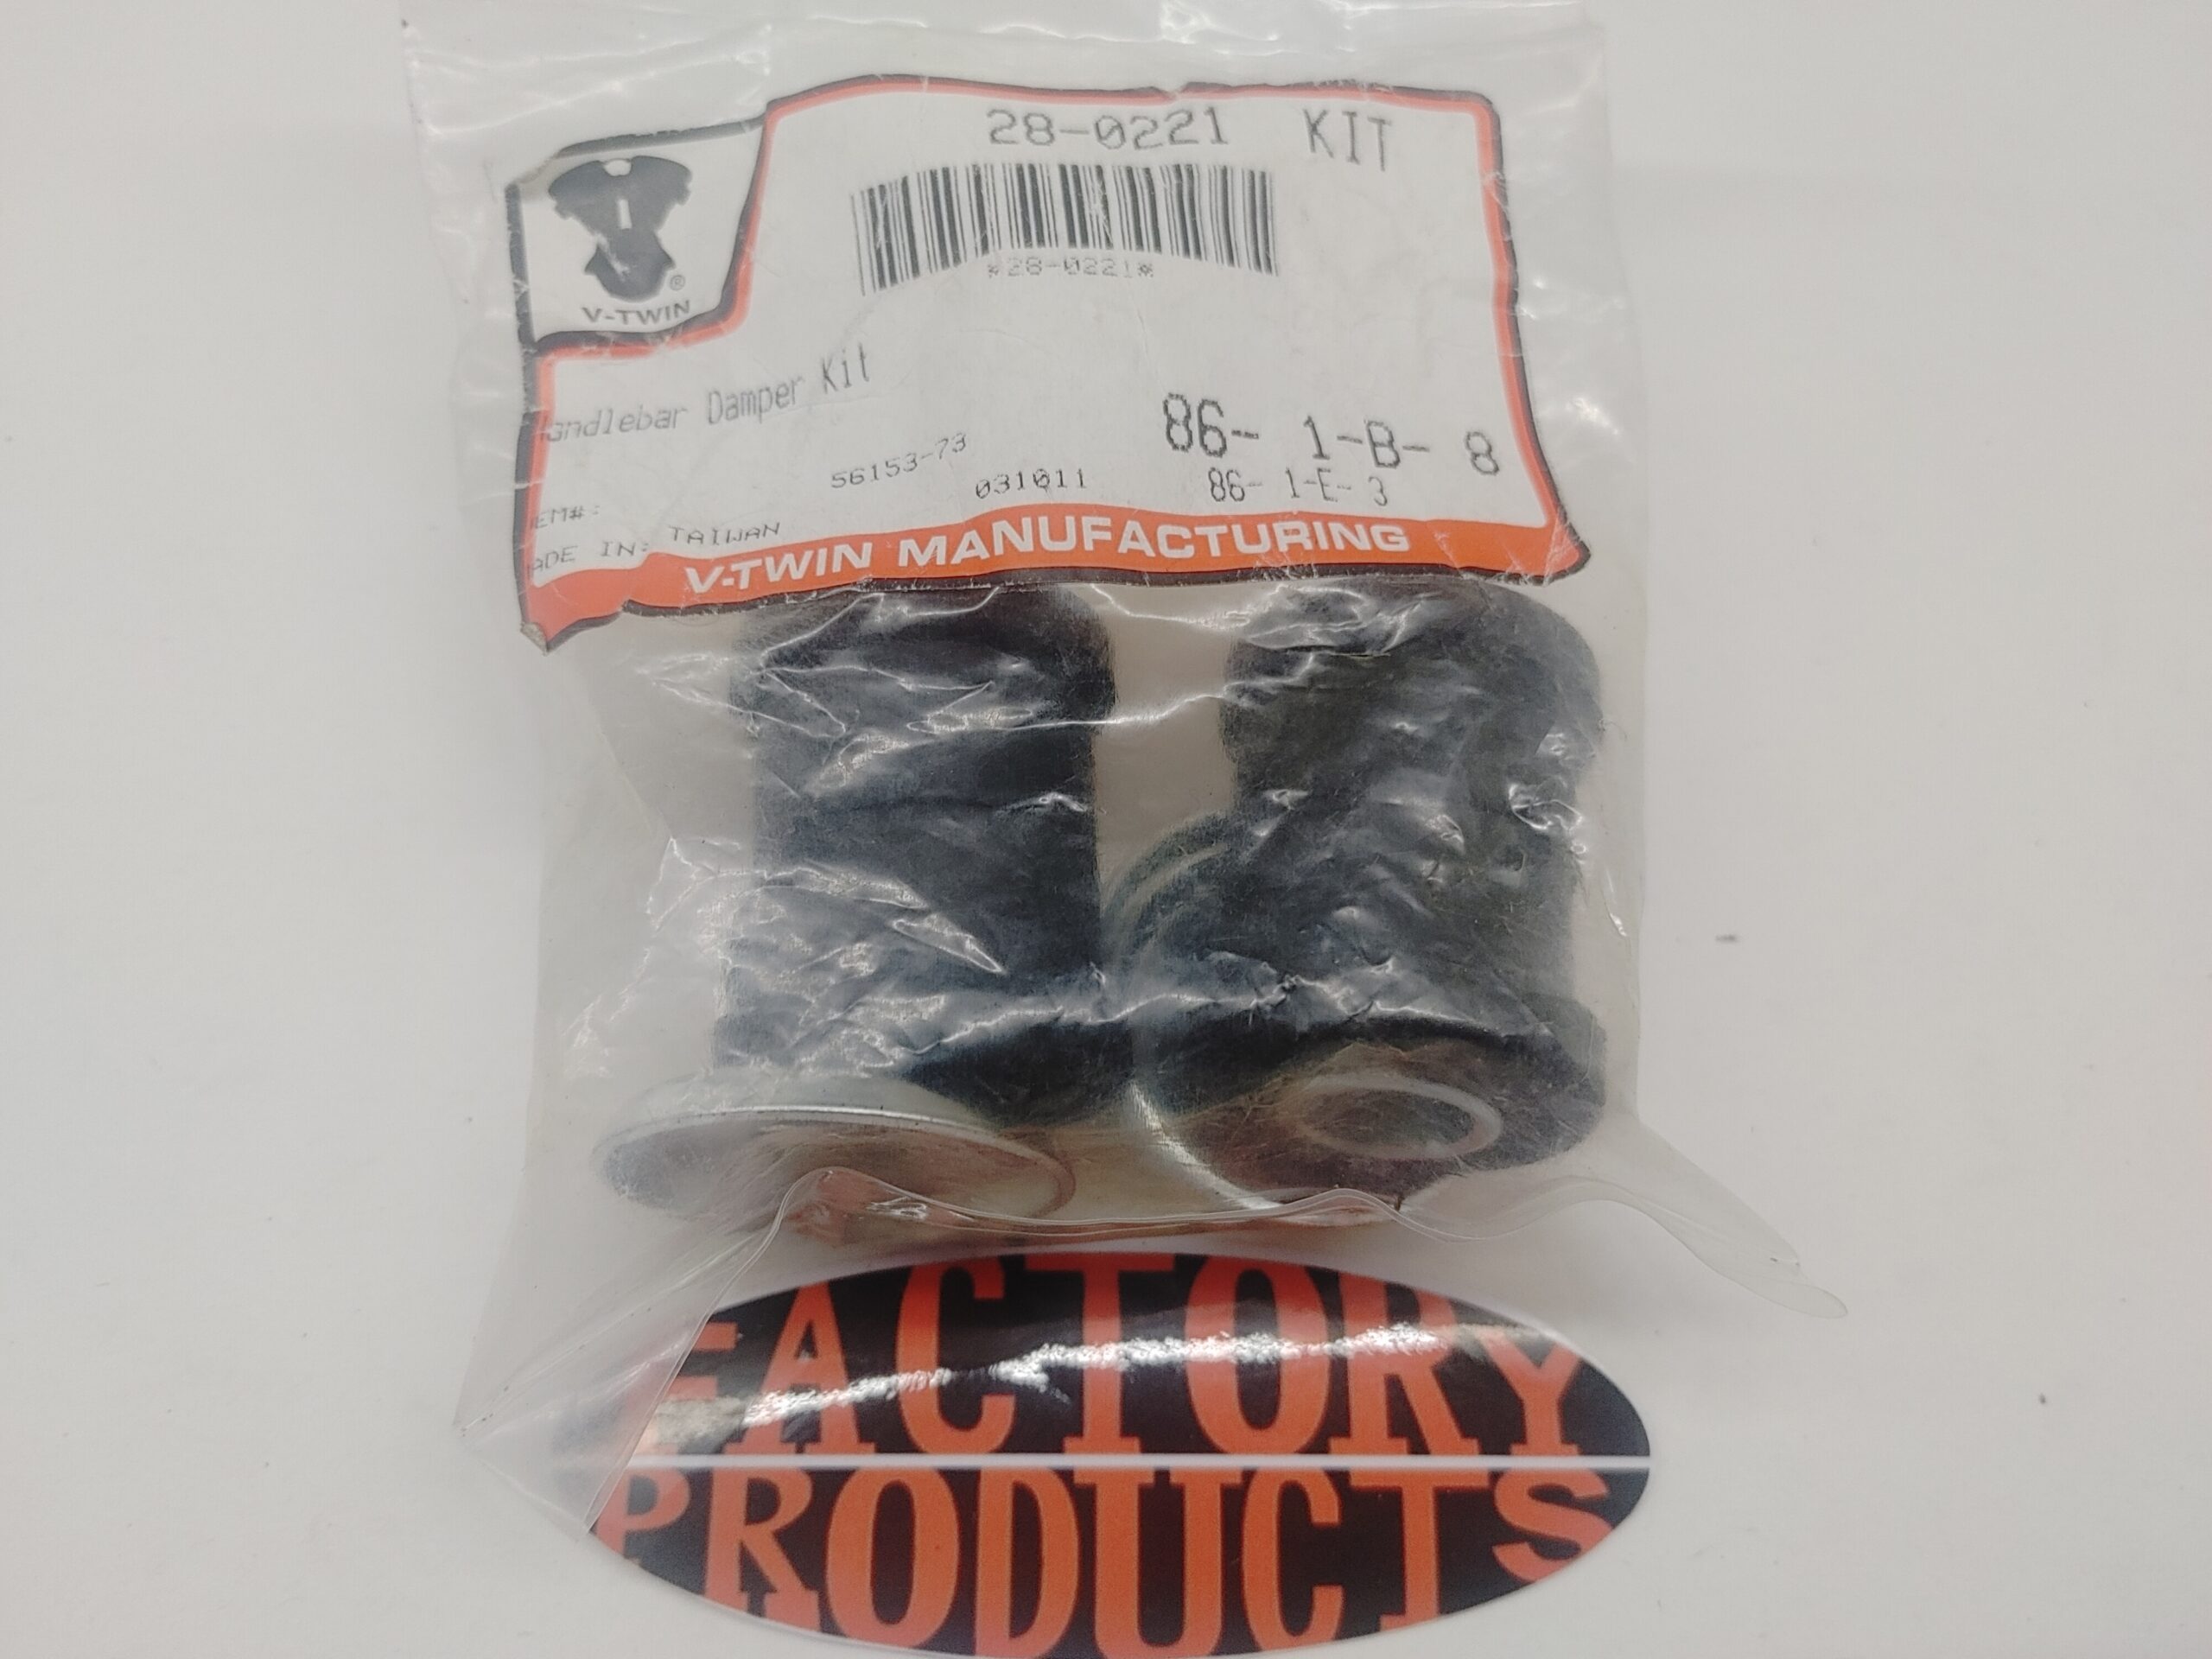 28-0221 KIT
*28-0221*
®
V-TWIN
andlebar Damper Kit
86- 1-B- 8
56153-73
031011
86- 1-E- 3
EM#:
ADE IN: TAIWAN
V-TWIN MANUFACTURING
FACTORY
PRODUCTS